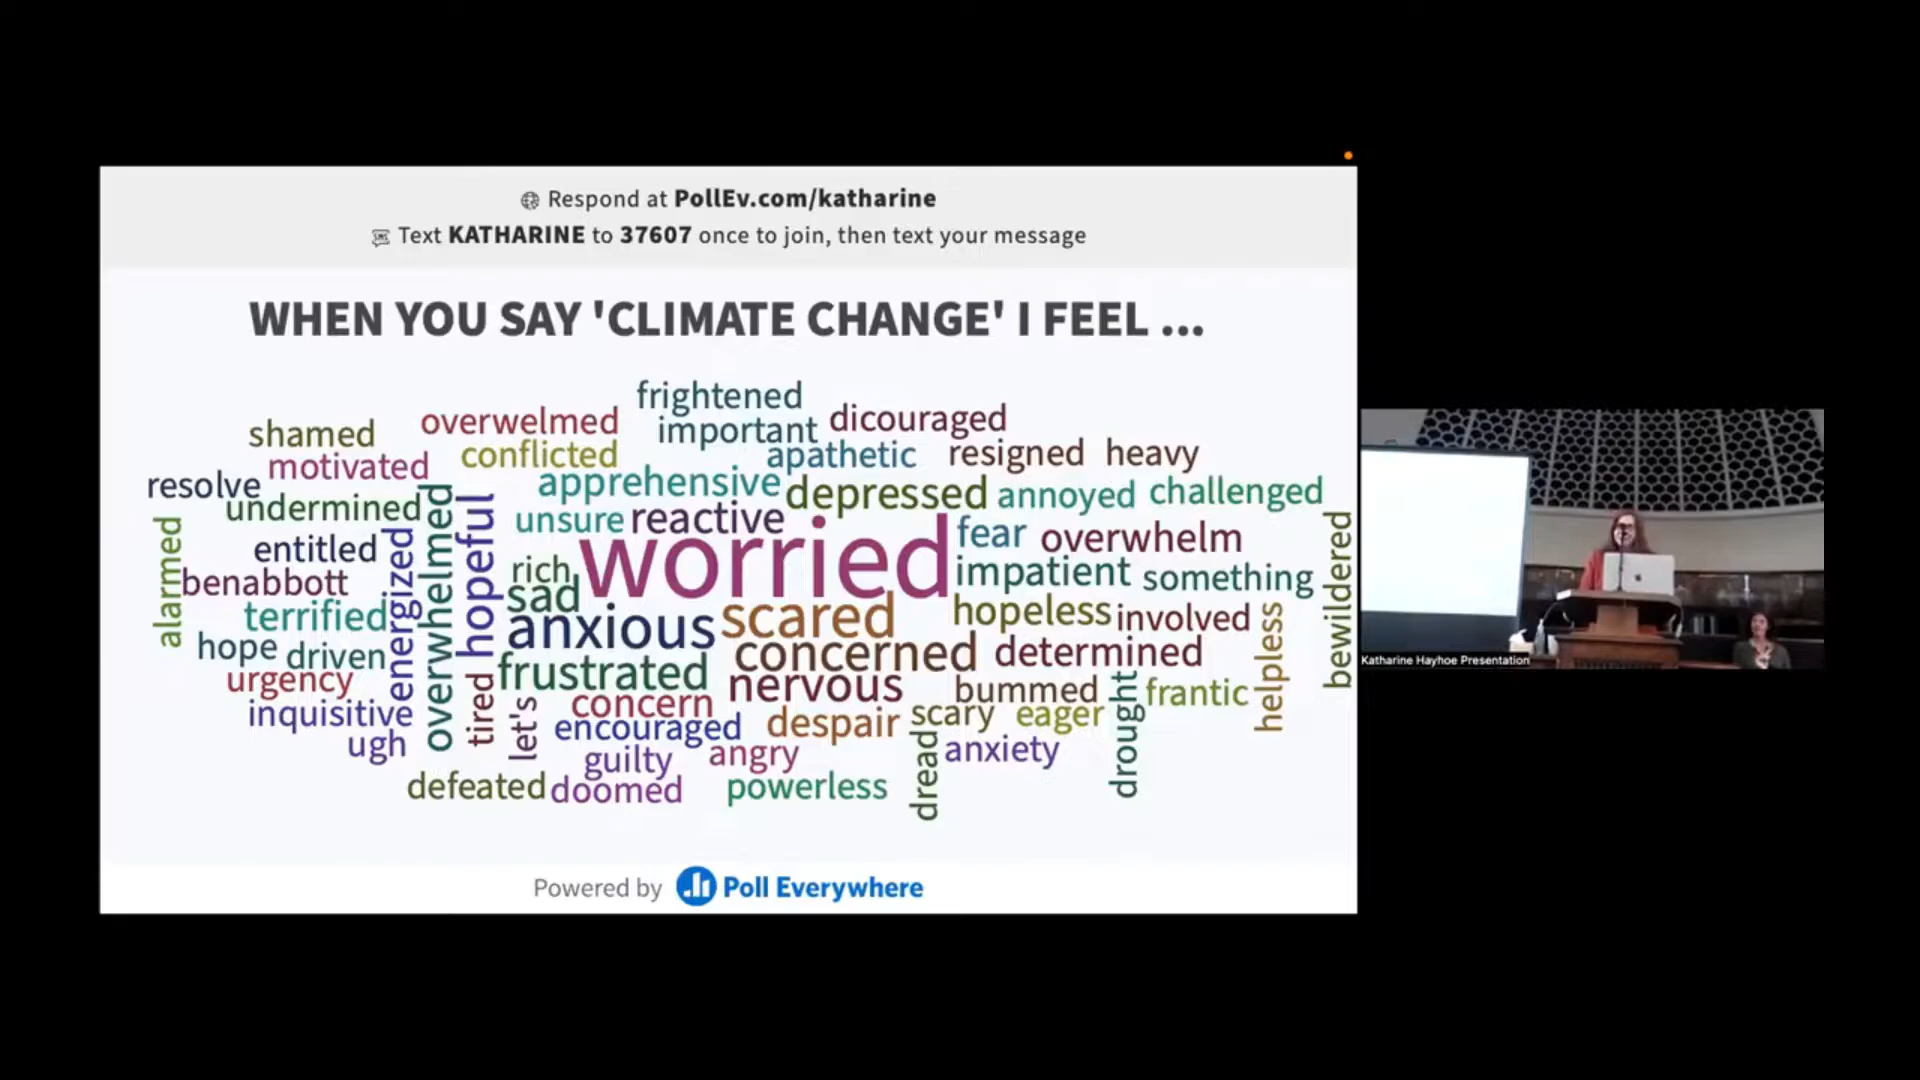 Respond at PollEv.com/katharine
Text KATHARINE to 37607 once to join, then text your message
WHEN YOU SAY 'CLIMATE CHANGE' I FEEL ...
frightened
shamed overwelmed important dicouraged
motivated conflicted apathetic resigned heavy
resolve undermined apprehensive depressed annoyed challenged
alarmed entitled energized overwhelmed hopeful unsure reactive worried fear overwhelm bewildered
benabbott rich impatient something
terrified sad anxious scared hopeless involved helpless
hope driven frustrated concerned determined
urgency tired let's concern nervous bummed drought frantic
inquisitive encouraged despair scary eager
ugh guilty angry dread anxiety
defeated doomed powerless
Powered by Poll Everywhere
Katharine Hayhoe Presentation